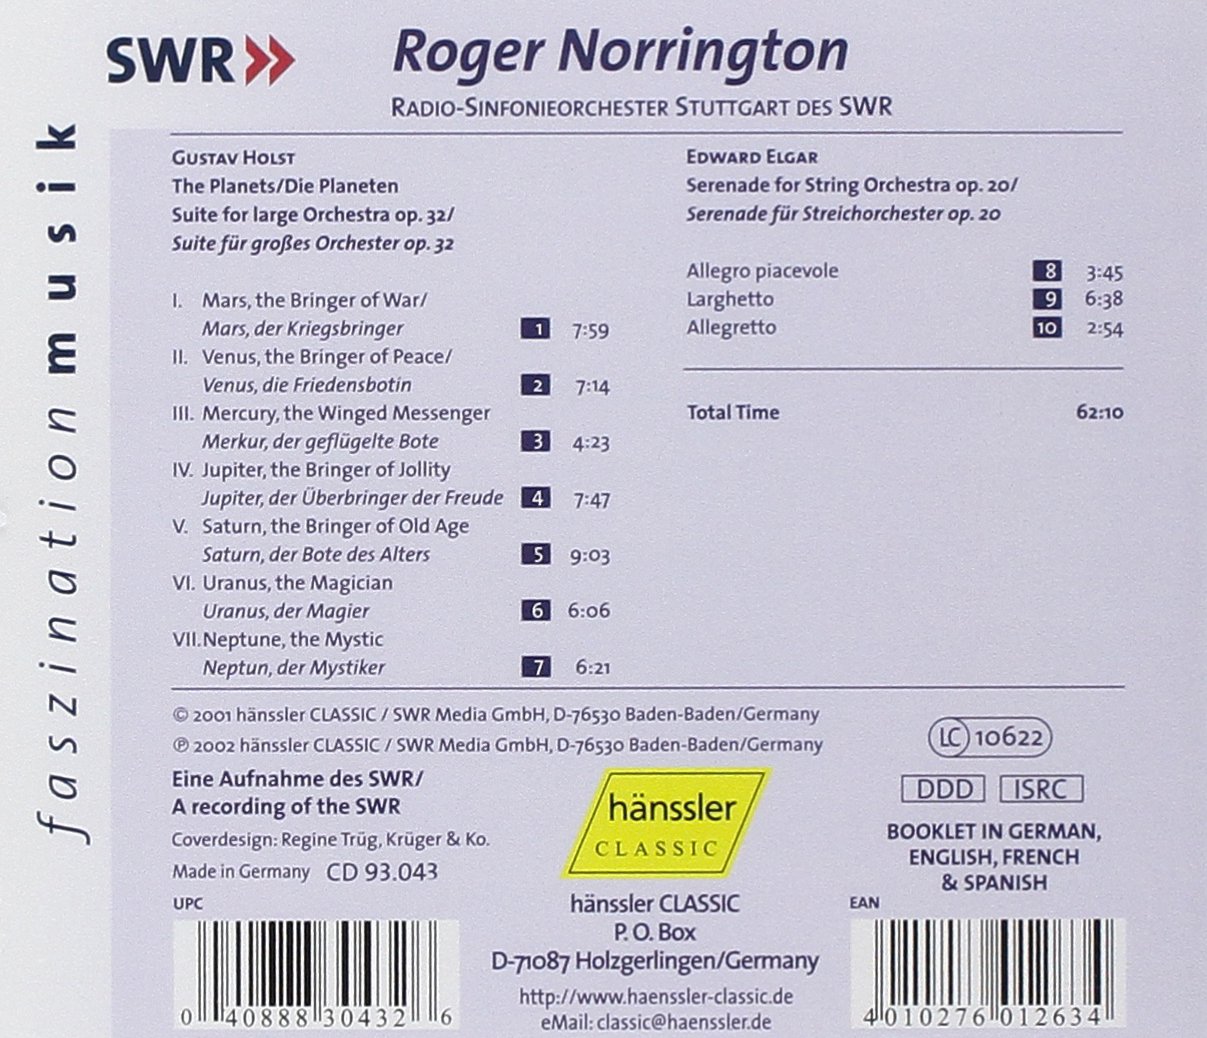 SWR
Roger Norrington
RADIO-SINFONIEORCHESTER STUTTGART DES SWR
faszination musik
GUSTAV HOLST
The Planets/Die Planeten
Suite for large Orchestra op. 32/
Suite für großes Orchester op. 32
I. Mars, the Bringer of War/
Mars, der Kriegsbringer 1 7:59
II. Venus, the Bringer of Peace/
Venus, die Friedensbotin 2 7:14
III. Mercury, the Winged Messenger
Merkur, der geflügelte Bote 3 4:23
IV. Jupiter, the Bringer of Jollity
Jupiter, der Überbringer der Freude 4 7:47
V. Saturn, the Bringer of Old Age
Saturn, der Bote des Alters 5 9:03
VI. Uranus, the Magician
Uranus, der Magier 6 6:06
VII. Neptune, the Mystic
Neptun, der Mystiker 7 6:21
EDWARD ELGAR
Serenade for String Orchestra op. 20/
Serenade für Streichorchester op. 20
Allegro piacevole 8 3:45
Larghetto 9 6:38
Allegretto 10 2:54
Total Time 62:10
© 2001 hänssler CLASSIC / SWR Media GmbH, D-76530 Baden-Baden/Germany
℗ 2002 hänssler CLASSIC / SWR Media GmbH, D-76530 Baden-Baden/Germany
Eine Aufnahme des SWR/
A recording of the SWR
Coverdesign: Regine Trüg, Krüger & Ko.
Made in Germany CD 93.043
UPC
0 40888 30432 6
hänssler
CLASSIC
hänssler CLASSIC
P. O. Box
D-71087 Holzgerlingen/Germany
http://www.haenssler-classic.de
eMail: classic@haenssler.de
LC 10622
DDD ISRC
BOOKLET IN GERMAN,
ENGLISH, FRENCH
& SPANISH
EAN
4 010276 012634